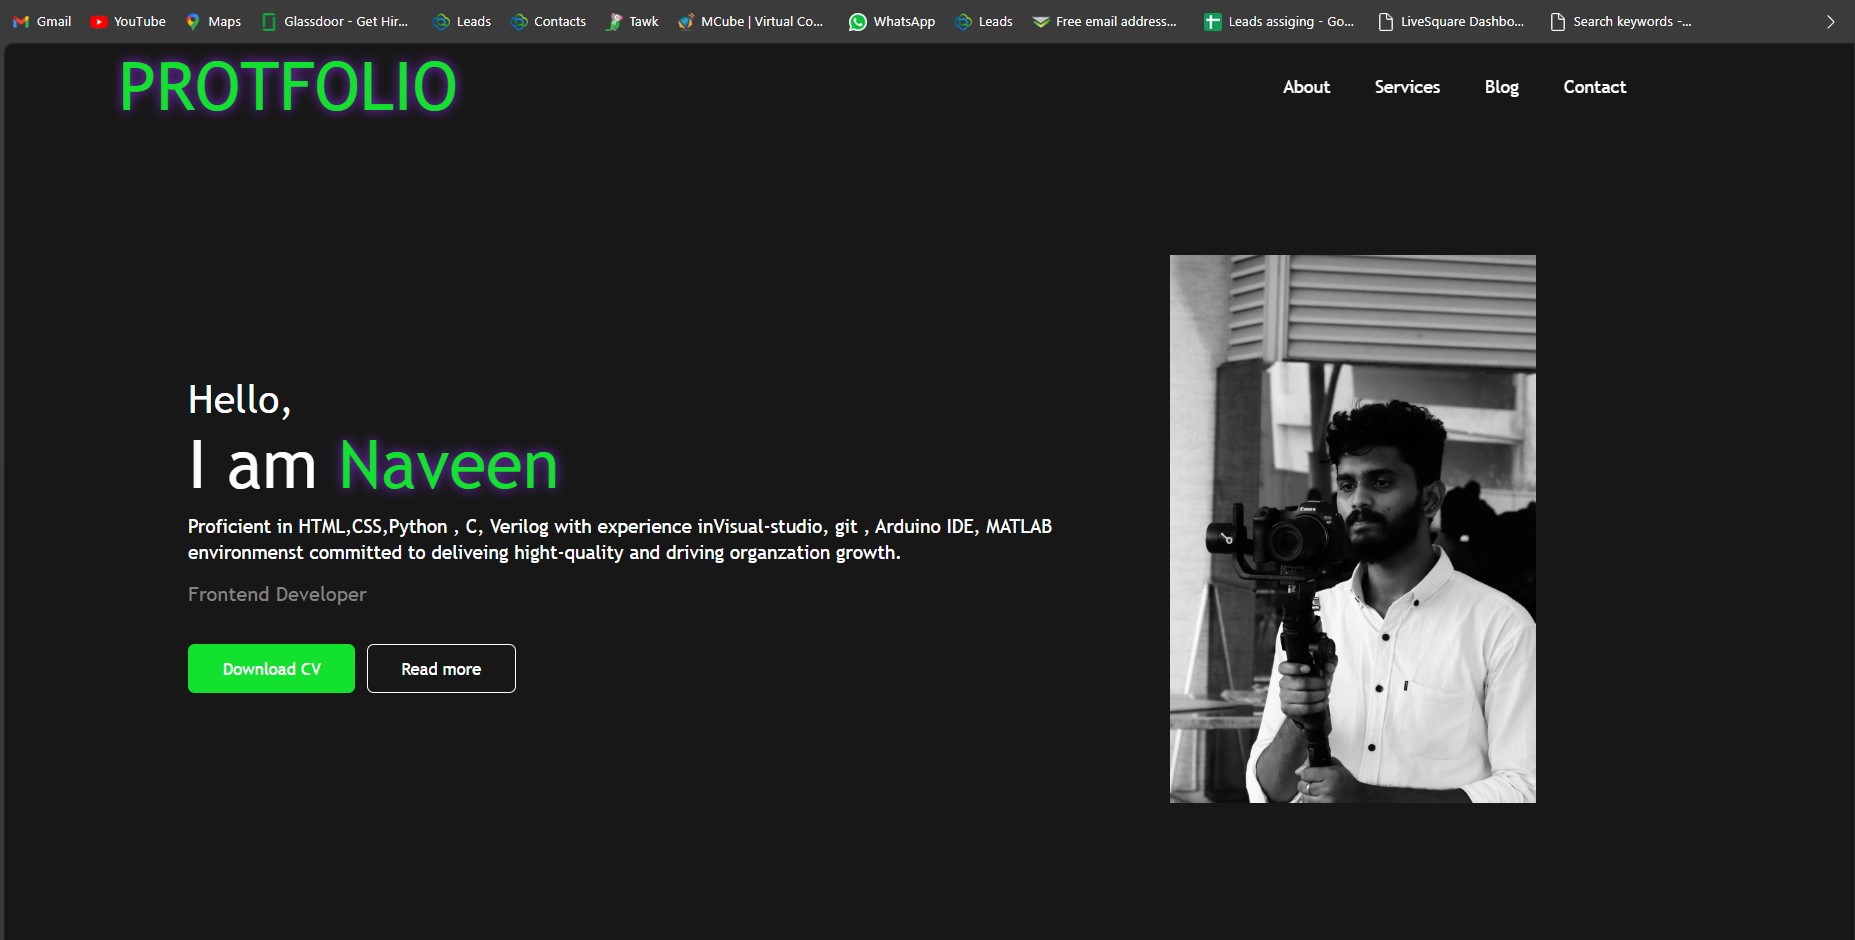 Gmail YouTube Maps Glassdoor - Get Hir... Leads Contacts Tawk MCube | Virtual Co... WhatsApp Leads Free email address... Leads assiging - Go... LiveSquare Dashbo... Search keywords -...
PROTFOLIO About Services Blog Contact
Hello,
I am Naveen
Proficient in HTML,CSS,Python , C, Verilog with experience inVisual-studio, git , Arduino IDE, MATLAB
environmenst committed to deliveing hight-quality and driving organzation growth.
Frontend Developer
Download CV Read more
Canon